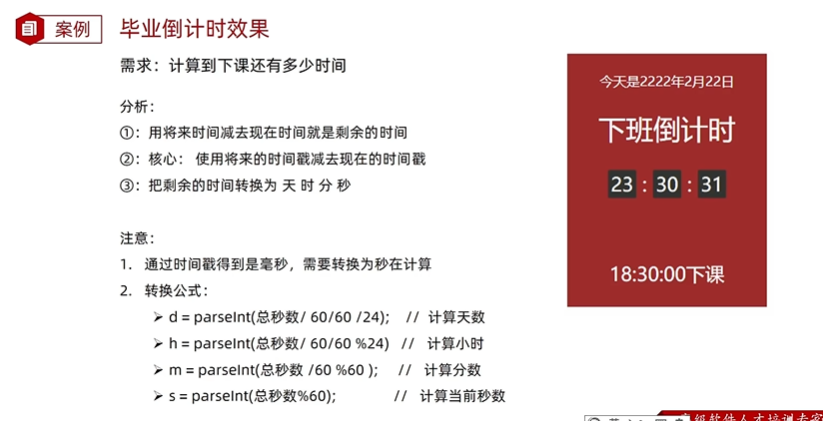 案例 毕业倒计时效果
需求：计算到下课还有多少时间
分析：
①：用将来时间减去现在时间就是剩余的时间
②：核心： 使用将来的时间戳减去现在的时间戳
③：把剩余的时间转换为 天 时 分 秒
注意：
1. 通过时间戳得到是毫秒，需要转换为秒在计算
2. 转换公式：
➢ d = parseInt(总秒数/ 60/60 /24); // 计算天数
➢ h = parseInt(总秒数/ 60/60 %24) // 计算小时
➢ m = parseInt(总秒数 /60 %60 ); // 计算分数
➢ s = parseInt(总秒数%60); // 计算当前秒数
今天是2222年2月22日
下班倒计时
23 : 30 : 31
18:30:00下课
级软件人才培训专家